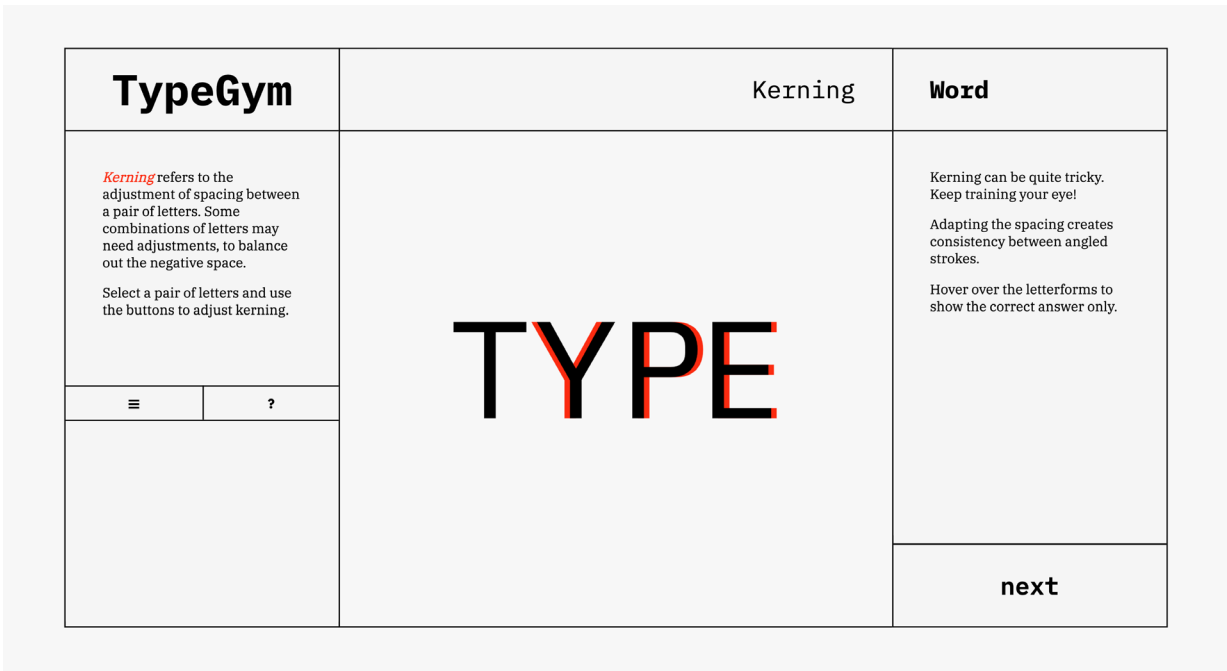 TypeGym
Kerning
Word
Kerning refers to the
adjustment of spacing between
a pair of letters. Some
combinations of letters may
need adjustments, to balance
out the negative space.
Select a pair of letters and use
the buttons to adjust kerning.
?
TYPE
Kerning can be quite tricky.
Keep training your eye!
Adapting the spacing creates
consistency between angled
strokes.
Hover over the letterforms to
show the correct answer only.
next